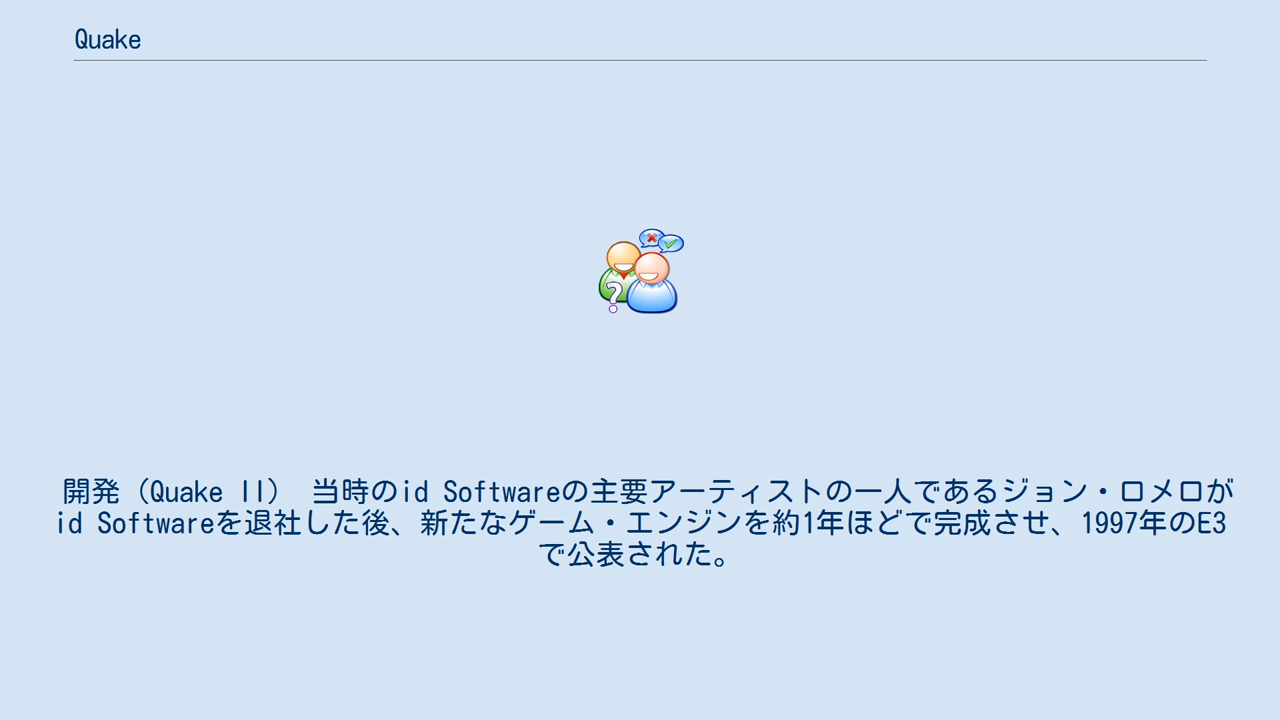 Quake
開発（Quake II）　当時のid Softwareの主要アーティストの一人であるジョン・ロメロが
id Softwareを退社した後、新たなゲーム・エンジンを約1年ほどで完成させ、1997年のE3
で公表された。